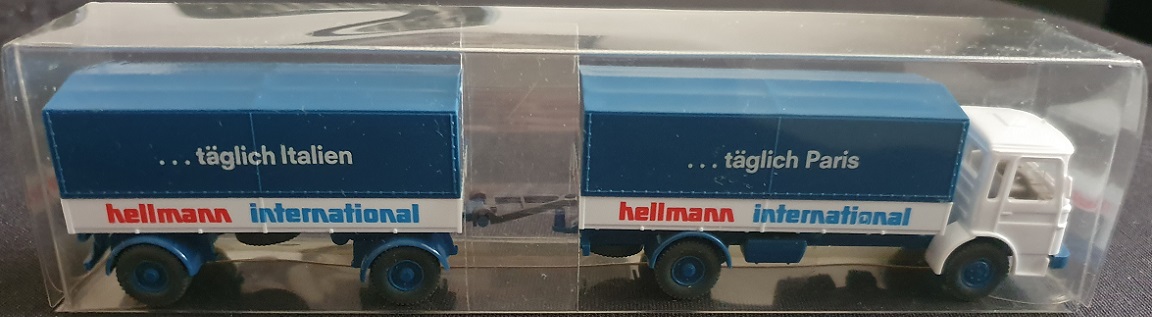 ... täglich Italien
hellmann international
... täglich Paris
hellmann international